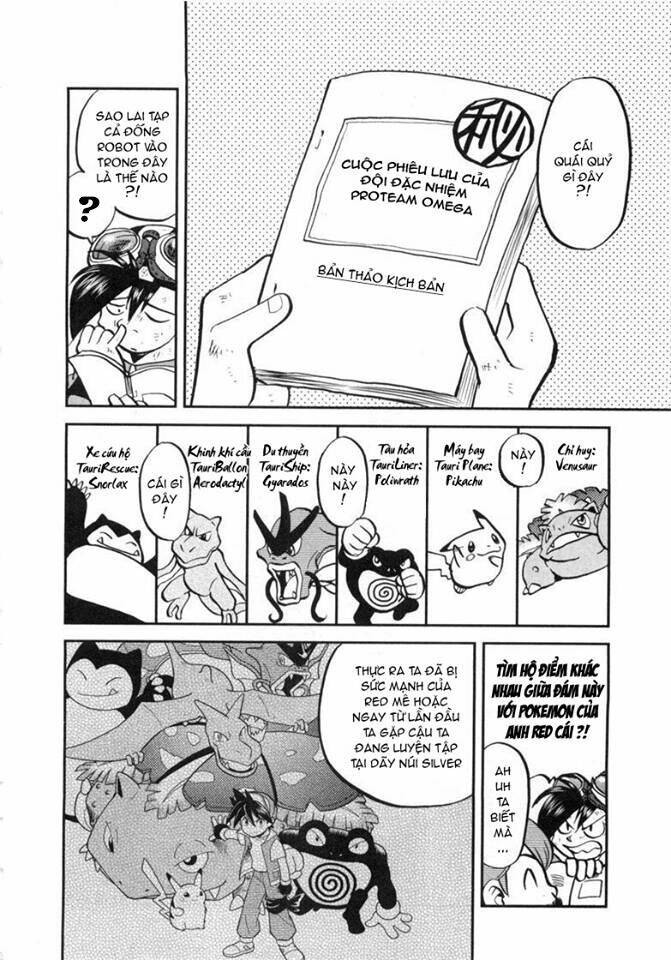 CÁI
QUÁI QUỶ
GÌ ĐÂY
?!
秘
CUỘC PHIÊU LƯU CỦA
ĐỘI ĐẶC NHIỆM
PROTEAM OMEGA
BẢN THẢO KỊCH BẢN
SAO LẠI TẠP
CẢ ĐỐNG
ROBOT VÀO
TRONG ĐÂY
LÀ THẾ NÀO
?!
?
Chỉ huy:
Venusaur
NÀY
!
Máy bay
Tauri Plane:
Pikachu
Tàu hỏa
TauriLiner:
Polinrath
NÀY
NÀY
!
Du thuyền
TauriShip:
Gyarados
Khinh khí cầu
TauriBallon
Aerodactyl
CÁI GÌ
ĐÂY
!
Xe cứu hộ
TauriRescue:
Snorlax
TÌM HỘ ĐIỂM KHÁC
NHAU GIỮA ĐÁM NÀY
VỚI POKEMON CỦA
ANH RED CÁI ?!
AH
UH
TA
BIẾT
MÀ
...
THỰC RA TA ĐÃ BỊ
SỨC MẠNH CỦA
RED MÊ HOẶC
NGAY TỪ LẦN ĐẦU
TA GẶP CẬU TA
ĐANG LUYỆN TẬP
TẠI DÃY NÚI SILVER